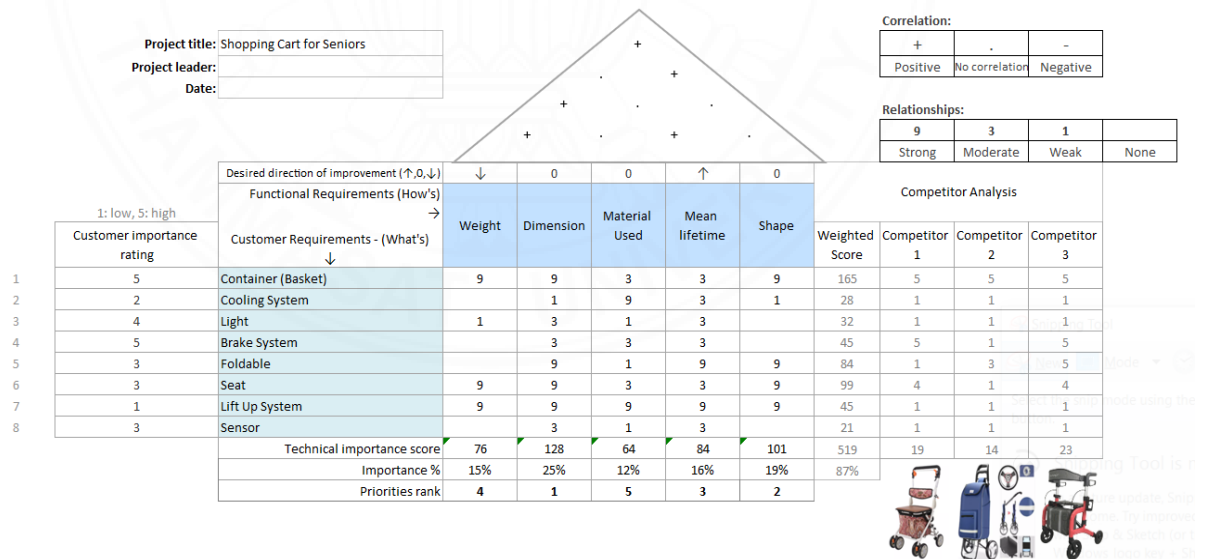 Correlation:
Project title: Shopping Cart for Seniors + . -
Project leader: Positive No correlation Negative
Date:
Relationships:
9 3 1
Strong Moderate Weak None
+
. +
+ . .
+ . + .
Desired direction of improvement (↑,0,↓) ↓ 0 0 ↑ 0
Functional Requirements (How's) →
Customer Requirements - (What's) ↓
Weight Dimension Material Used Mean lifetime Shape
Competitor Analysis
1: low, 5: high
Customer importance rating
Weighted Score Competitor 1 Competitor 2 Competitor 3
1 5 Container (Basket) 9 9 3 3 9 165 5 5 5
2 2 Cooling System 1 9 3 1 28 1 1 1
3 4 Light 1 3 1 3 32 1 1 1
4 5 Brake System 3 3 3 45 5 1 5
5 3 Foldable 9 1 9 9 84 1 3 5
6 3 Seat 9 9 3 3 9 99 4 1 4
7 1 Lift Up System 9 9 9 9 9 45 1 1 1
8 3 Sensor 3 1 3 21 1 1 1
Technical importance score 76 128 64 84 101 519 19 14 23
Importance % 15% 25% 12% 16% 19% 87%
Priorities rank 4 1 5 3 2